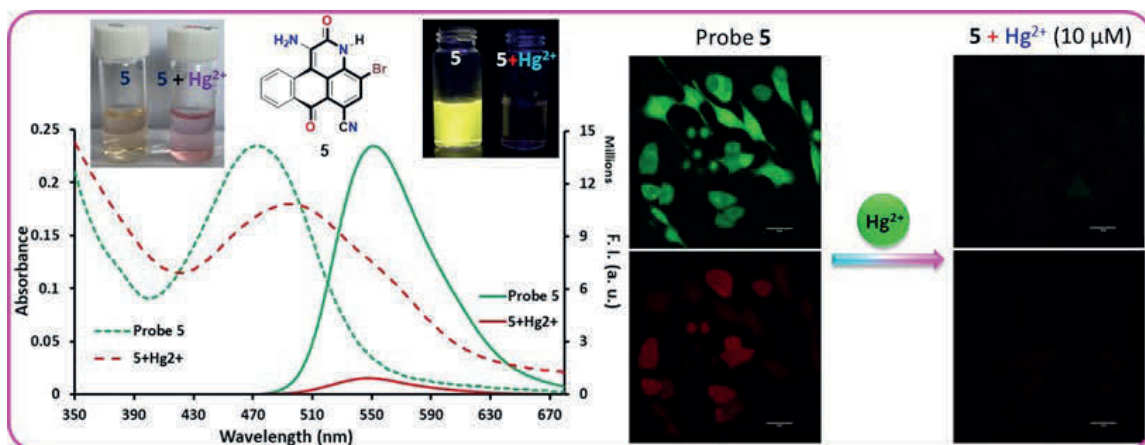 5
5 + Hg2+
O
H2N
N
H
Br
O
CN
5
5
5+Hg2+
0.25
0.2
0.15
0.1
0.05
0
Absorbance
15
12
9
6
3
0
Millions
F. I. (a. u.)
Probe 5
5+Hg2+
Probe 5
5+Hg2+
350
390
430
470
510
550
590
630
670
Wavelength (nm)
Probe 5
Hg2+
5 + Hg2+ (10 µM)